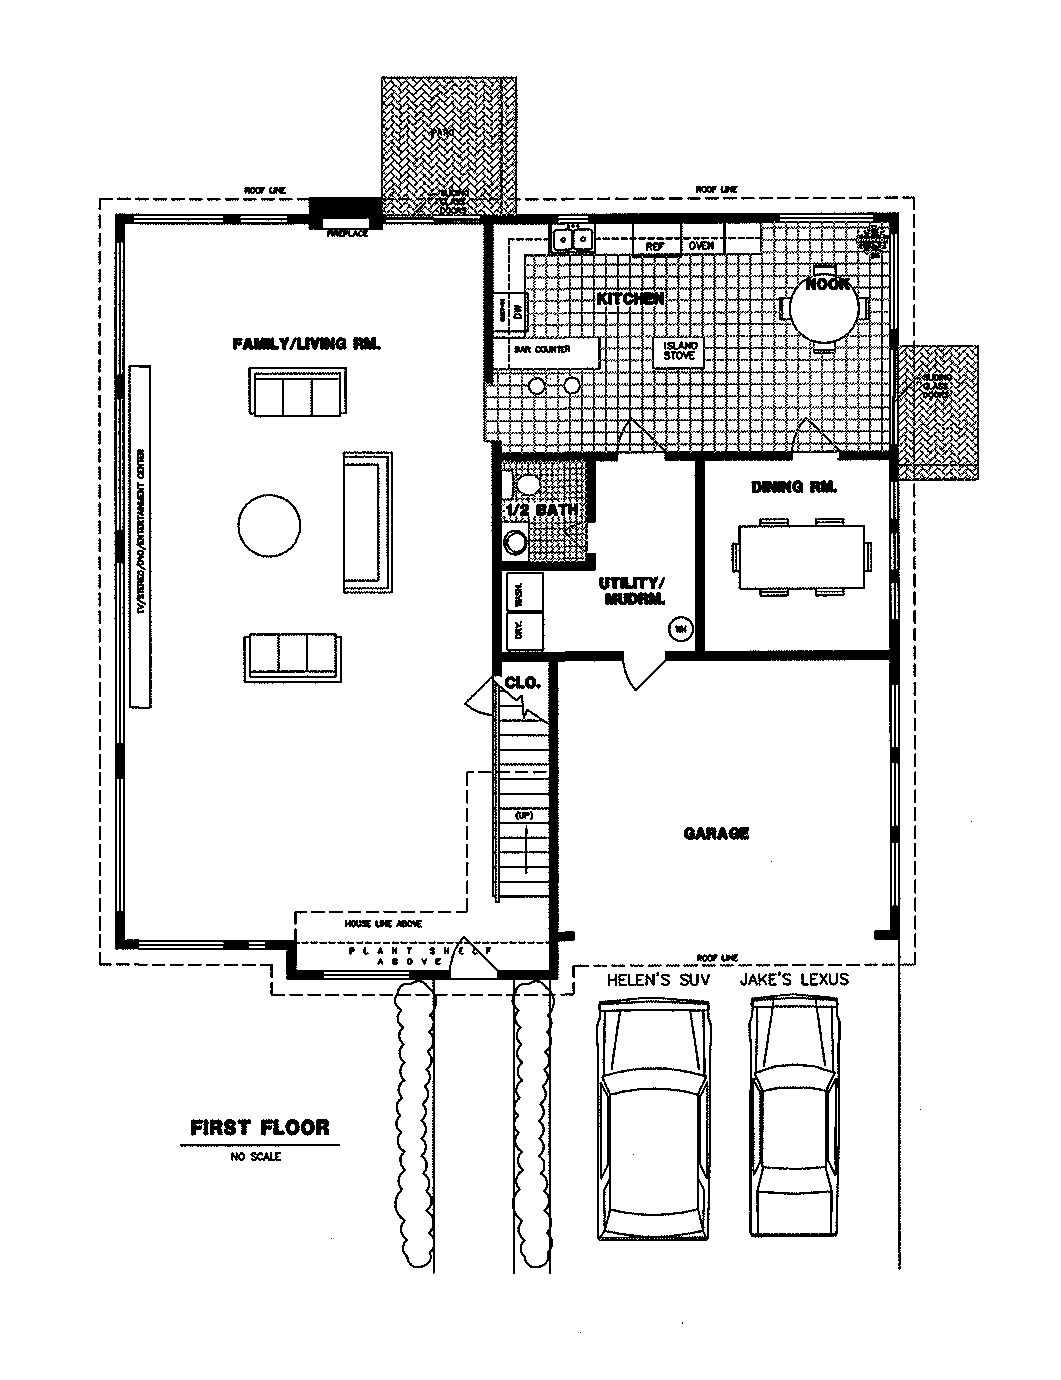 PATIO
ROOF LINE
SLIDING
GLASS
DOORS
ROOF LINE
FIREPLACE
REF
OVEN
NOOK
KITCHEN
DW
FAMILY/LIVING RM.
BAR COUNTER
ISLAND
STOVE
SLIDING
GLASS
DOORS
TV/STEREO/DVD/ENTERTAINMENT CENTER
DINING RM.
1/2 BATH
UTILITY/
MUDRM.
WASH.
DRY.
WH
CLO.
(UP)
GARAGE
HOUSE LINE ABOVE
PLANT SHELF
ABOVE
ROOF LINE
HELEN'S SUV
JAKE'S LEXUS
FIRST FLOOR
NO SCALE